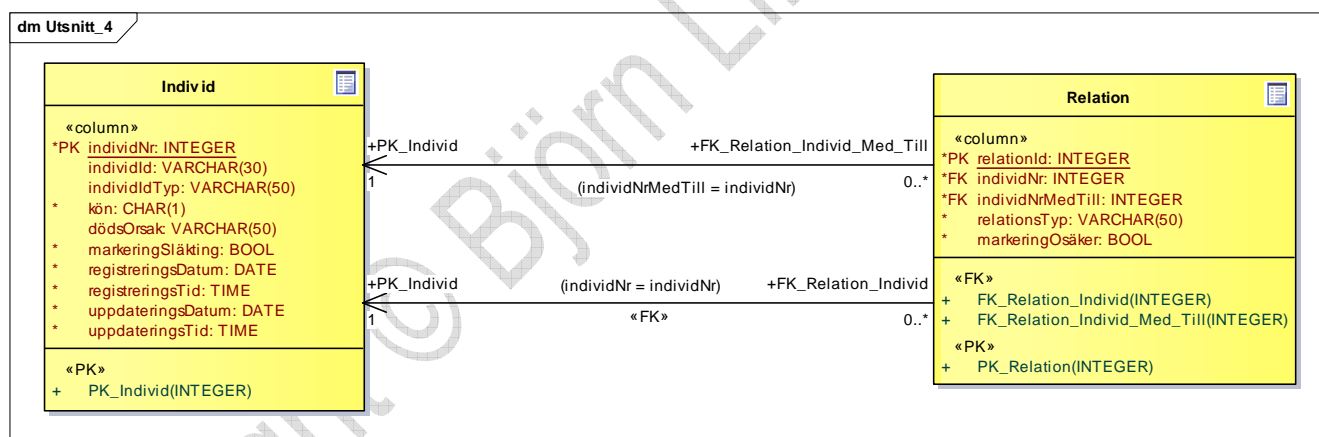 dm Utsnitt_4
Individ
«column»
*PK individNr: INTEGER
individId: VARCHAR(30)
individIdTyp: VARCHAR(50)
* kön: CHAR(1)
dödsOrsak: VARCHAR(50)
* markeringSläkting: BOOL
* registreringsDatum: DATE
* registreringsTid: TIME
* uppdateringsDatum: DATE
* uppdateringsTid: TIME
«PK»
+ PK_Individ(INTEGER)
+PK_Individ
+FK_Relation_Individ_Med_Till
1
(individNrMedTill = individNr)
0..*
+PK_Individ
(individNr = individNr)
+FK_Relation_Individ
1
«FK»
0..*
Relation
«column»
*PK relationId: INTEGER
*FK individNr: INTEGER
*FK individNrMedTill: INTEGER
* relationsTyp: VARCHAR(50)
* markeringOsäker: BOOL
«FK»
+ FK_Relation_Individ(INTEGER)
+ FK_Relation_Individ_Med_Till(INTEGER)
«PK»
+ PK_Relation(INTEGER)
© Björn